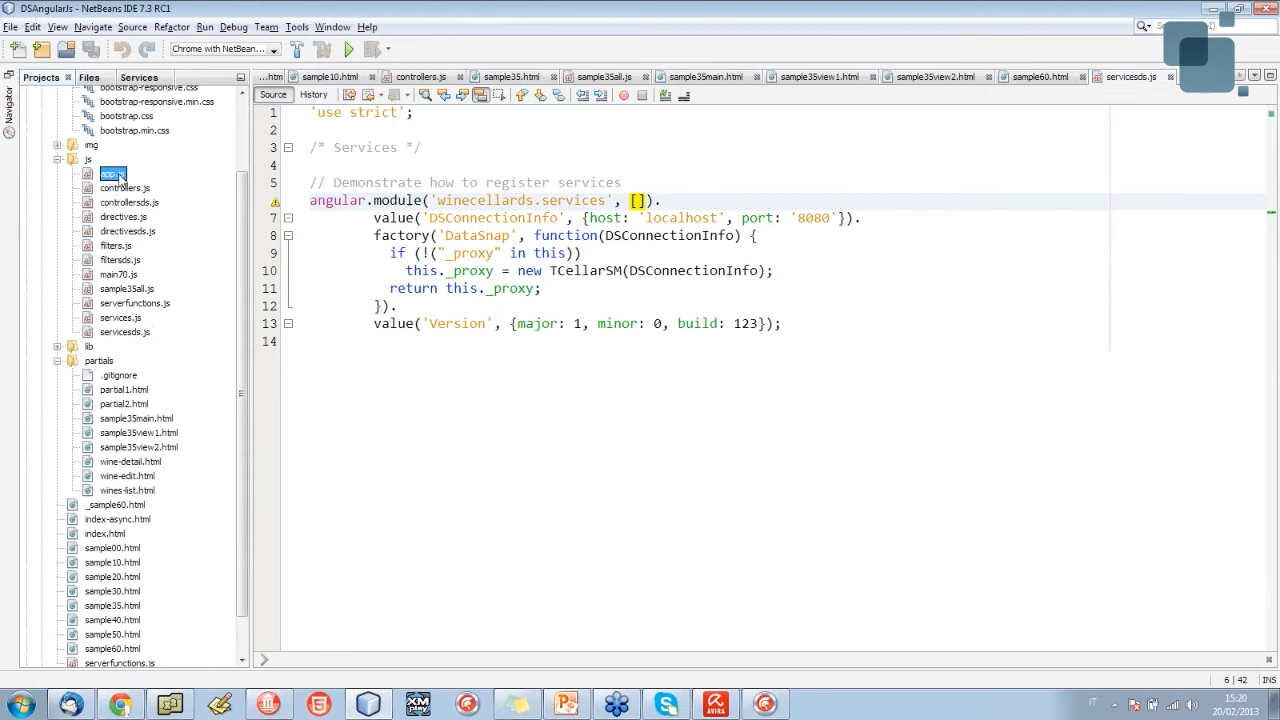 DSAngularJs - NetBeans IDE 7.3 RC1
File Edit View Navigate Source Refactor Run Debug Team Tools Window Help
Chrome with NetBean...
Projects Files Services
...htm sample10.html controllers.js sample35.html sample35all.js sample35main.html sample35view1.html sample35view2.html sample60.html servicesds.js
Source History
Navigator
bootstrap-responsive.css
bootstrap-responsive.min.css
bootstrap.css
bootstrap.min.css
img
js
app.js
controllers.js
controllersds.js
directives.js
directivesds.js
filters.js
filtersds.js
main70.js
sample35all.js
serverfunctions.js
services.js
servicesds.js
lib
partials
.gitignore
partial1.html
partial2.html
sample35main.html
sample35view1.html
sample35view2.html
wine-detail.html
wine-edit.html
wines-list.html
_sample60.html
index-async.html
index.html
sample00.html
sample10.html
sample20.html
sample30.html
sample35.html
sample40.html
sample50.html
sample60.html
serverfunctions.js
1 'use strict';
2
3 /* Services */
4
5 // Demonstrate how to register services
angular.module('winecellards.services', []).
7 value('DSConnectionInfo', {host: 'localhost', port: '8080'}).
8 factory('DataSnap', function(DSConnectionInfo) {
9 if (!("_proxy" in this))
10 this._proxy = new TCellarSM(DSConnectionInfo);
11 return this._proxy;
12 }).
13 value('Version', {major: 1, minor: 0, build: 123});
14
6 | 42 INS
XM PLAY
AVIRA
IT
15:20
20/02/2013